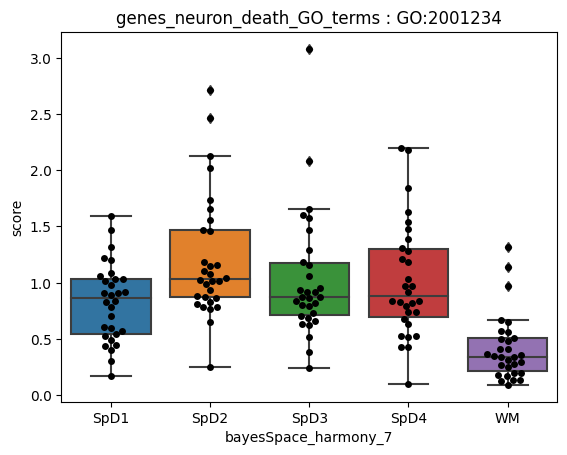 genes_neuron_death_GO_terms : GO:2001234
3.0
2.5
2.0
1.5
1.0
0.5
0.0
score
SpD1 SpD2 SpD3 SpD4 WM
bayesSpace_harmony_7